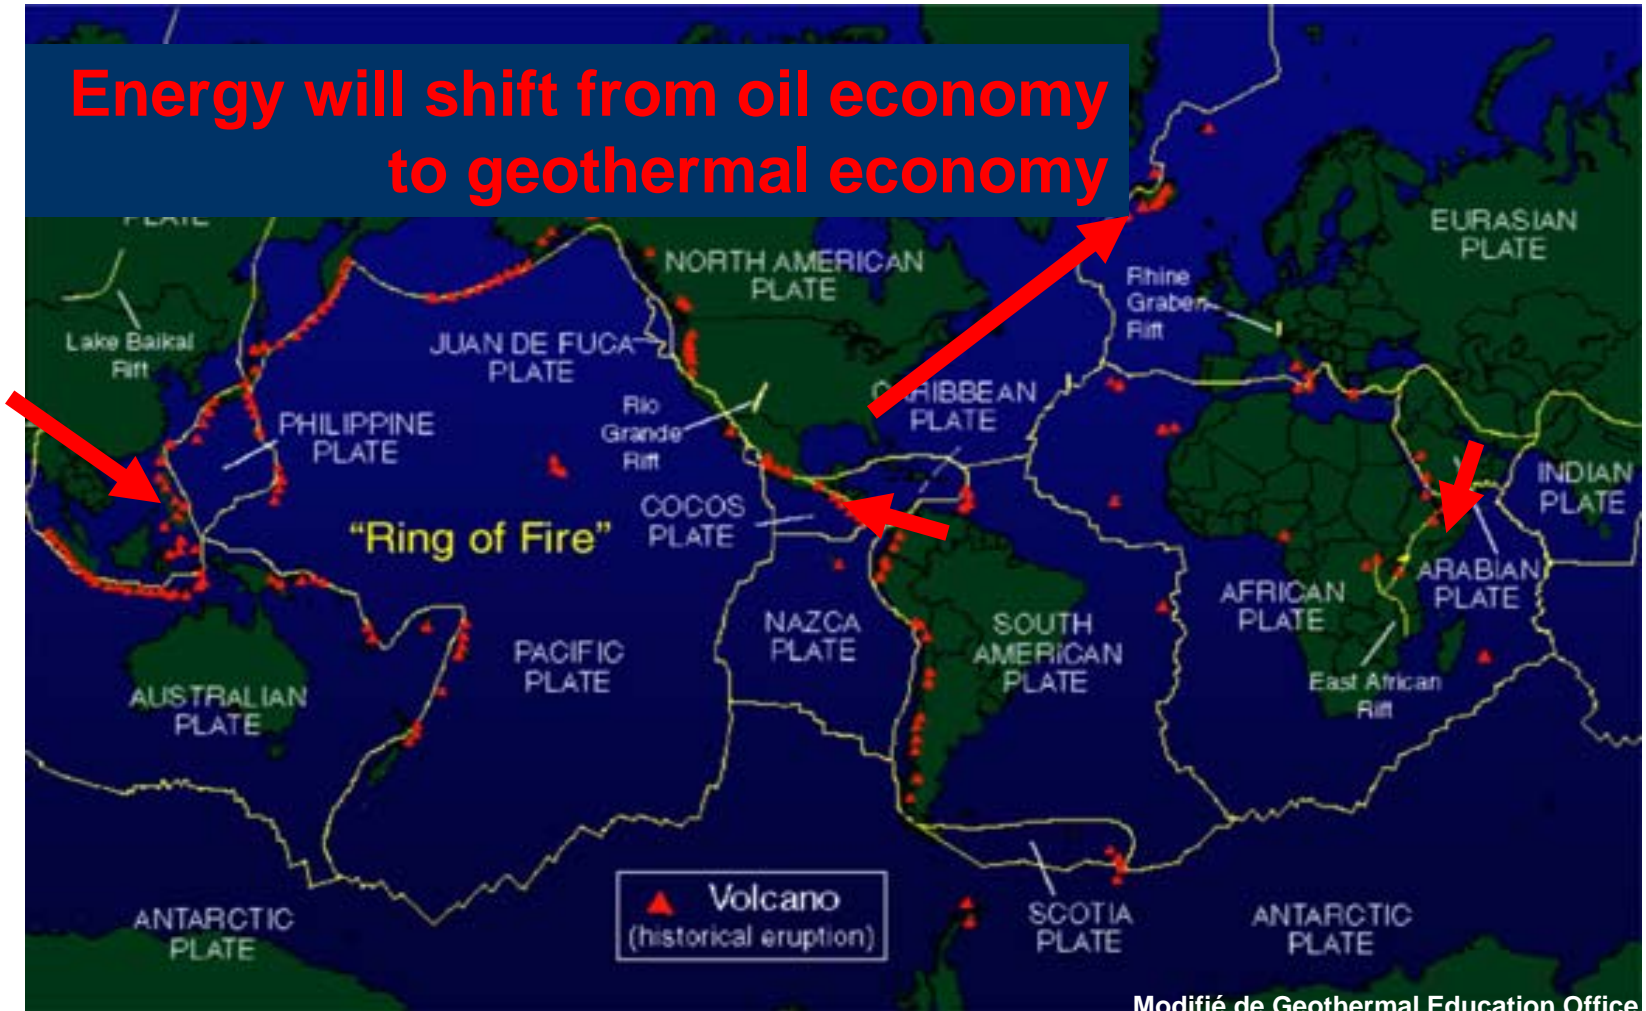 Energy will shift from oil economy
to geothermal economy
PLATE
EURASIAN
PLATE
NORTH AMERICAN
PLATE
Rhine
Graben
Rift
Lake Baikal
Rift
JUAN DE FUCA
PLATE
CARIBBEAN
PLATE
Rio
Grande
Rift
PHILIPPINE
PLATE
INDIAN
PLATE
COCOS
PLATE
"Ring of Fire"
ARABIAN
PLATE
AFRICAN
PLATE
NAZCA
PLATE
SOUTH
AMERICAN
PLATE
PACIFIC
PLATE
East African
Rift
AUSTRALIAN
PLATE
Volcano
(historical eruption)
SCOTIA
PLATE
ANTARCTIC
PLATE
ANTARCTIC
PLATE
Modifié de Geothermal Education Office